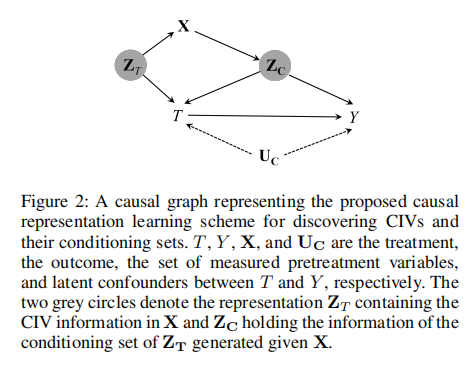 X
Z_T
Z_C
T
Y
U_C
Figure 2: A causal graph representing the proposed causal
representation learning scheme for discovering CIVs and
their conditioning sets. T, Y, X, and U_C are the treatment,
the outcome, the set of measured pretreatment variables,
and latent confounders between T and Y, respectively. The
two grey circles denote the representation Z_T containing the
CIV information in X and Z_C holding the information of the
conditioning set of Z_T generated given X.